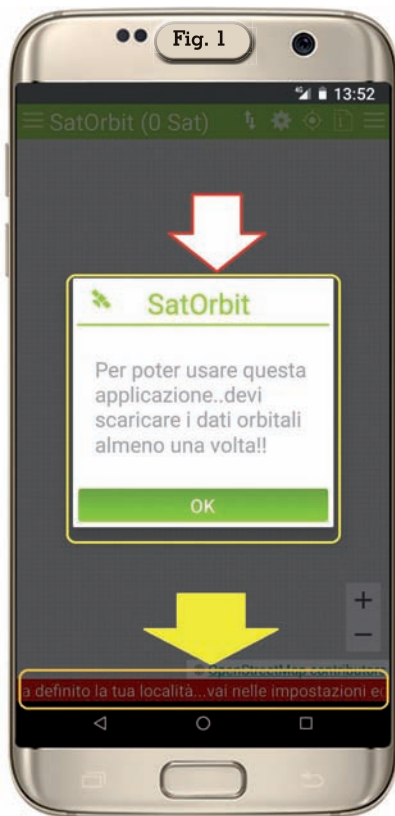 Fig. 1
13:52
SatOrbit (0 Sat)
SatOrbit
Per poter usare questa
applicazione..devi
scaricare i dati orbitali
almeno una volta!!
OK
+
−
© OpenStreetMap contributors
a definito la tua località...vai nelle impostazioni ed